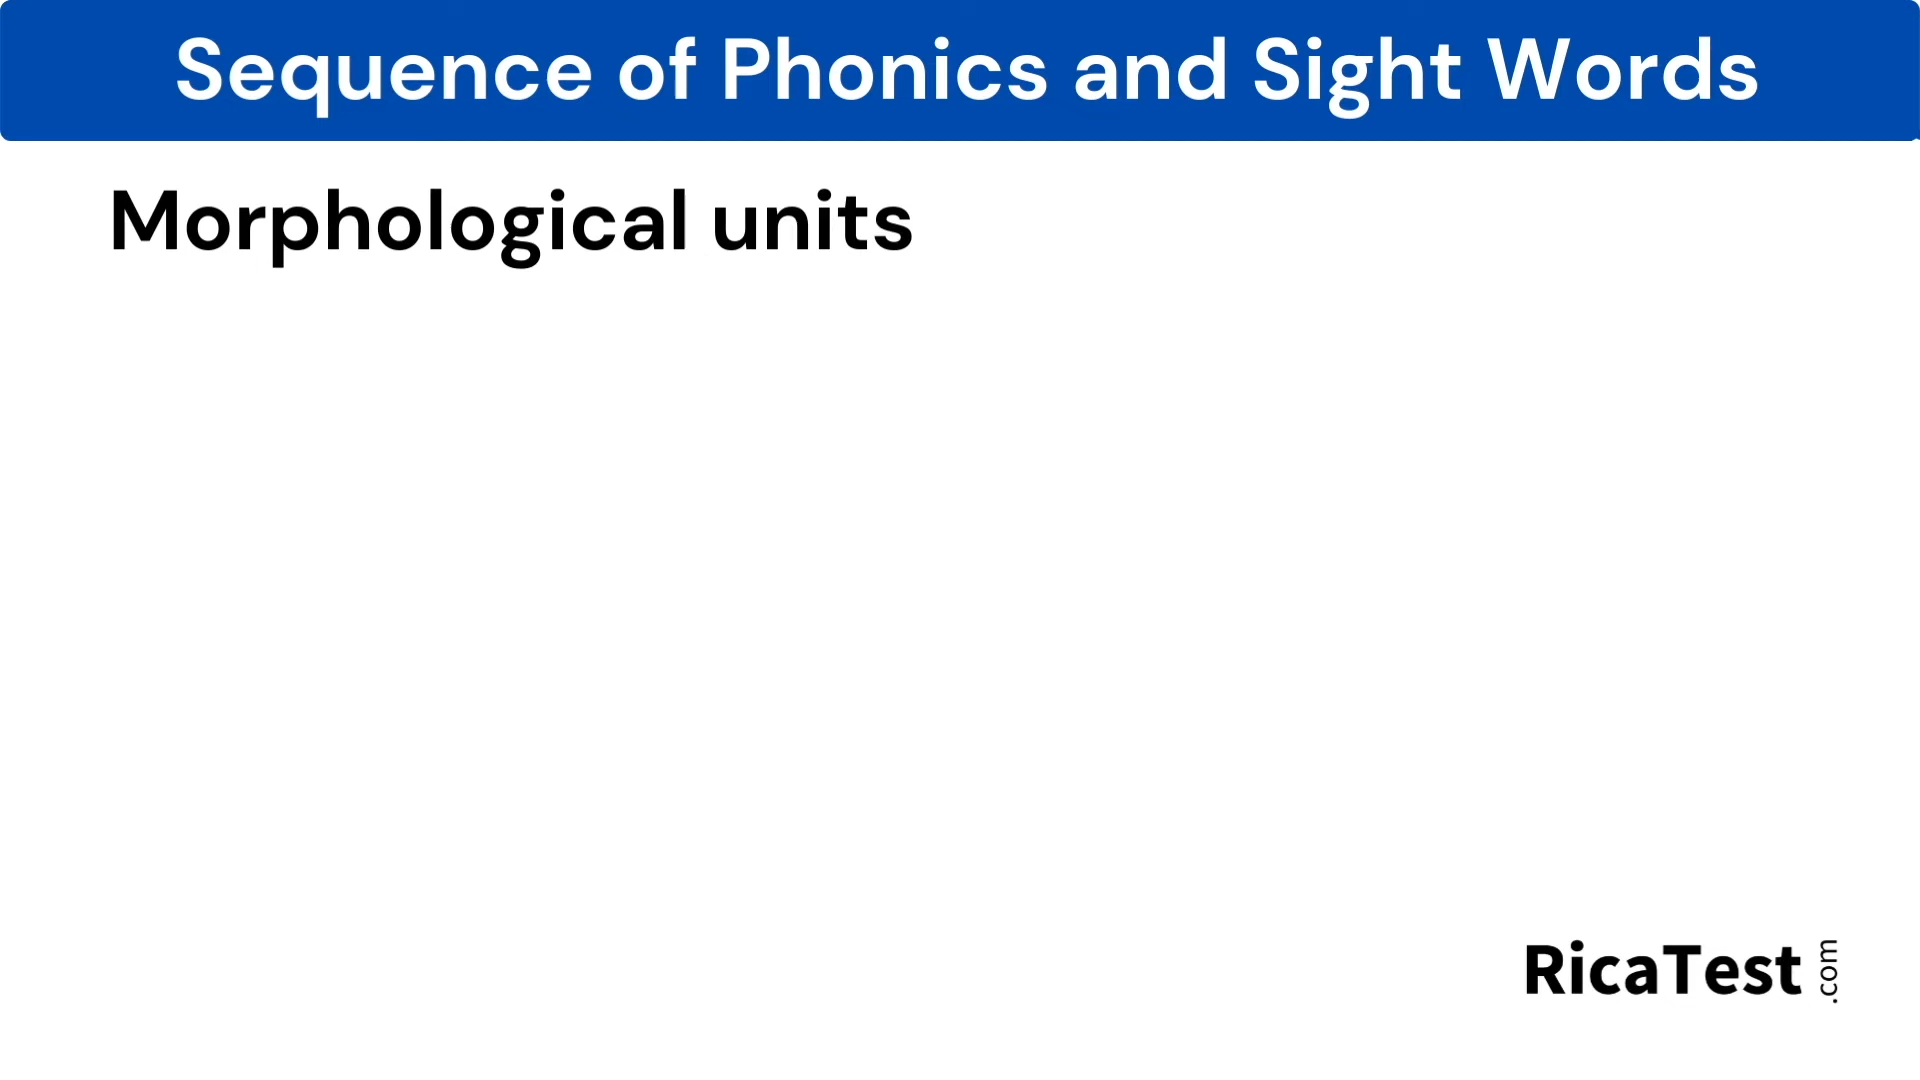 Sequence of Phonics and Sight Words
Morphological units
RicaTest.com